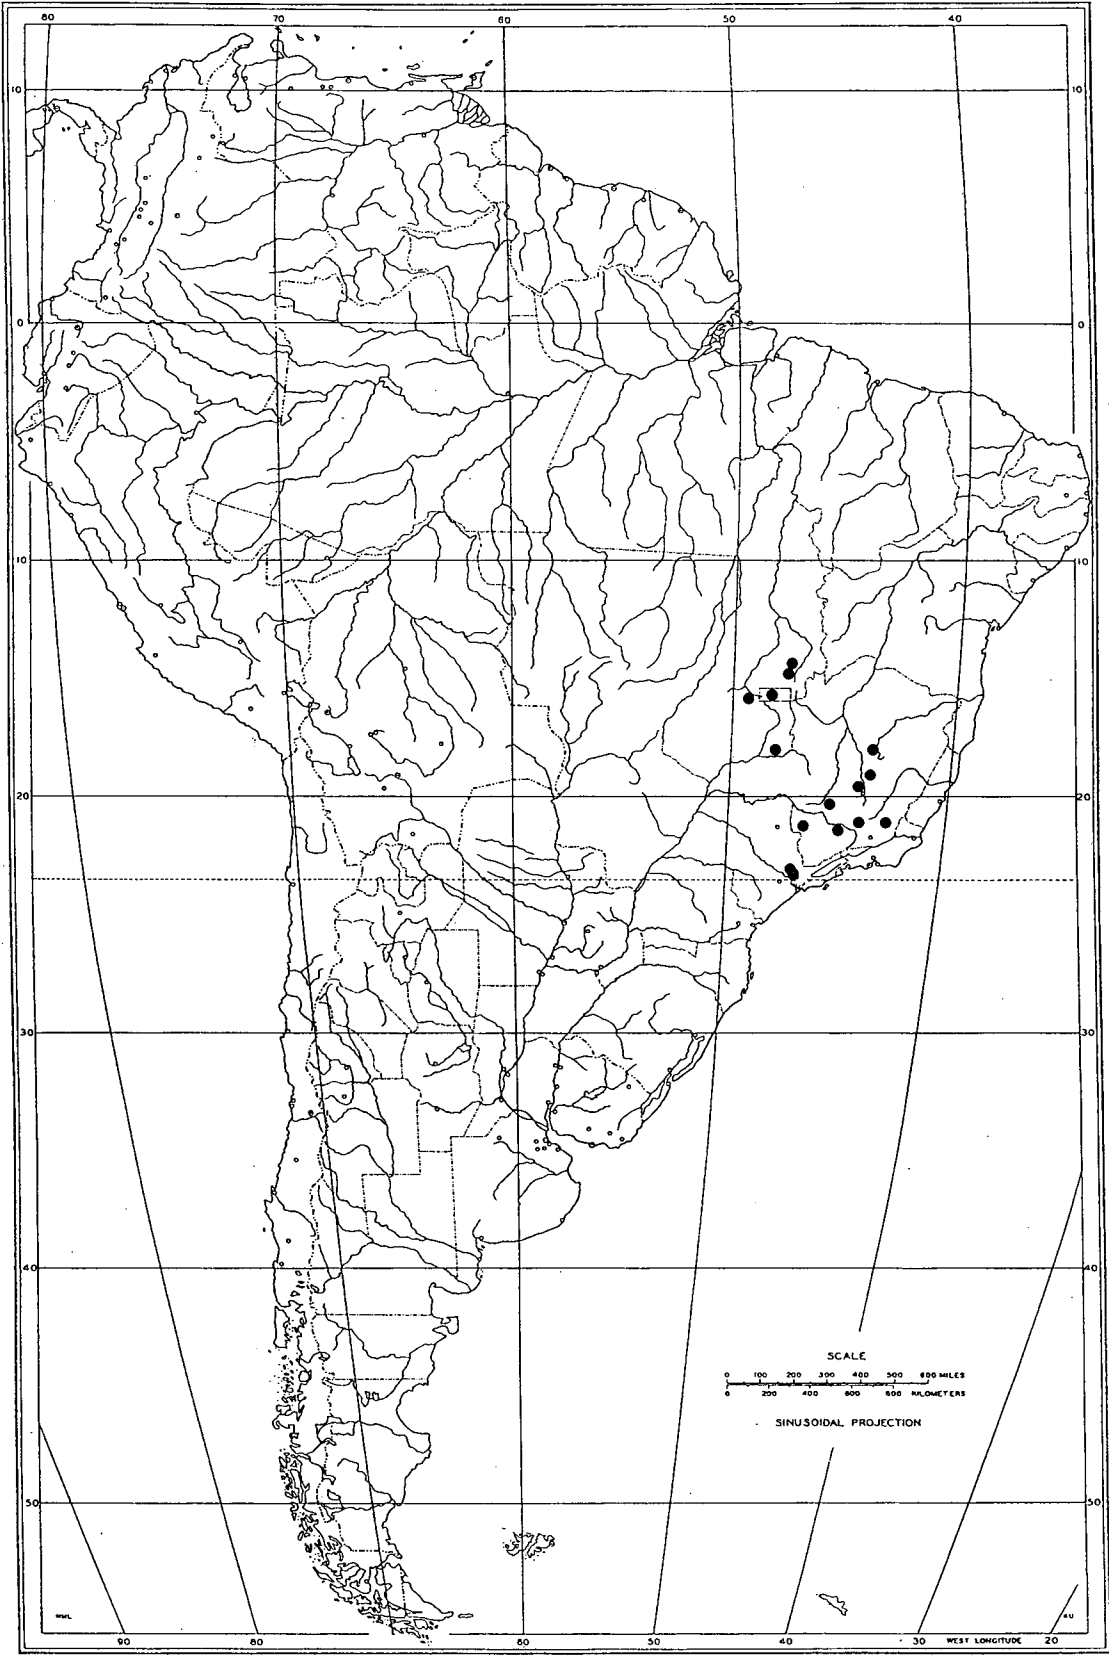 80 70 60 50 40
10 10
0 0
10 10
20 20
30 30
40 40
SCALE
0 100 200 300 400 500 600 MILES
0 200 400 600 800 KILOMETERS
SINUSOIDAL PROJECTION
50 50
90 80 60 50 40 30 WEST LONGITUDE 20